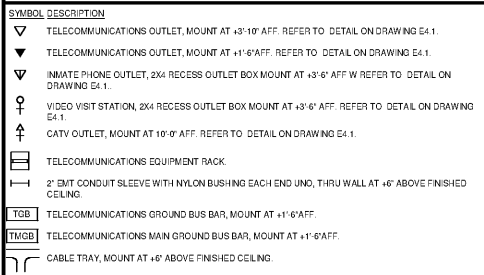 SYMBOL DESCRIPTION
TELECOMMUNICATIONS OUTLET, MOUNT AT +3'-10" AFF. REFER TO DETAIL ON DRAWING E4.1.
TELECOMMUNICATIONS OUTLET, MOUNT AT +1'-6"AFF. REFER TO DETAIL ON DRAWING E4.1.
INMATE PHONE OUTLET, 2X4 RECESS OUTLET BOX MOUNT AT +3'-6" AFF W REFER TO DETAIL ON
DRAWING E4.1..
VIDEO VISIT STATION, 2X4 RECESS OUTLET BOX MOUNT AT +3'-6" AFF. REFER TO DETAIL ON DRAWING
E4.1.
CATV OUTLET, MOUNT AT 10'-0" AFF. REFER TO DETAIL ON DRAWING E4.1.
TELECOMMUNICATIONS EQUIPMENT RACK.
2" EMT CONDUIT SLEEVE WITH NYLON BUSHING EACH END UNO, THRU WALL AT +6" ABOVE FINISHED
CEILING.
TGB TELECOMMUNICATIONS GROUND BUS BAR, MOUNT AT +1'-6"AFF.
TMGB TELECOMMUNICATIONS MAIN GROUND BUS BAR, MOUNT AT +1'-6"AFF.
CABLE TRAY, MOUNT AT +6" ABOVE FINISHED CEILING.